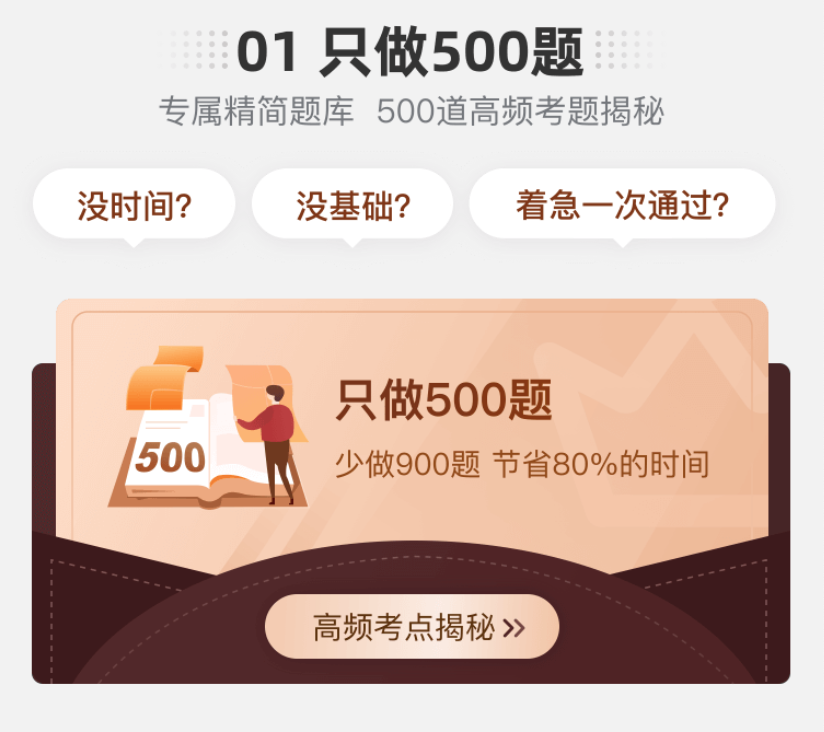 01 只做500题
专属精简题库 500道高频考题揭秘
没时间?
没基础?
着急一次通过?
500
只做500题
少做900题 节省80%的时间
高频考点揭秘